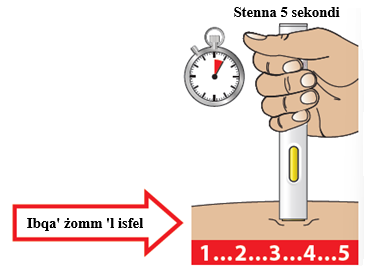 Stenna 5 sekondi
Ibqa' żomm 'l isfel
1...2...3...4...5